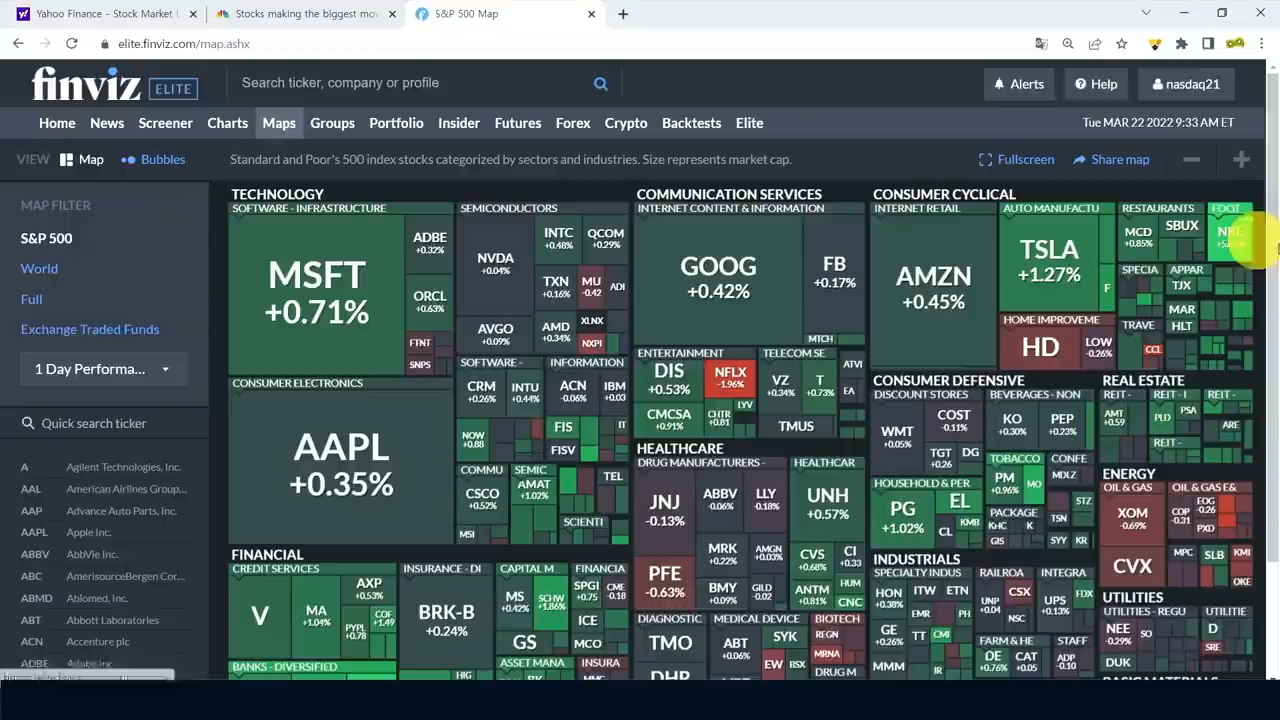 Yahoo Finance - Stock Market
Stocks making the biggest mo
S&P 500 Map
elite.finviz.com/map.ashx
finviz ELITE
Search ticker, company or profile
Alerts
Help
nasdaq21
Home News Screener Charts Maps Groups Portfolio Insider Futures Forex Crypto Backtests Elite
Tue MAR 22 2022 9:33 AM ET
VIEW Map Bubbles
Standard and Poor's 500 index stocks categorized by sectors and industries. Size represents market cap.
Fullscreen
Share map
MAP FILTER
S&P 500
World
Full
Exchange Traded Funds
1 Day Performa...
Quick search ticker
A Agilent Technologies, Inc.
AAL American Airlines Group...
AAP Advance Auto Parts, Inc.
AAPL Apple Inc.
ABBV AbbVie Inc.
ABC AmerisourceBergen Cor...
ABMD Abiomed, Inc.
ABT Abbott Laboratories
ACN Accenture plc
ADBE Adobe Inc
TECHNOLOGY
SOFTWARE - INFRASTRUCTURE
MSFT
+0.71%
ADBE
+0.32%
ORCL
+0.63%
FTNT
SNPS
SEMICONDUCTORS
NVDA
+0.04%
INTC
+0.48%
QCOM
+0.29%
TXN
+0.16%
MU
-0.42
ADI
AVGO
+0.09%
AMD
+0.34%
XLNX
NXPI
CONSUMER ELECTRONICS
AAPL
+0.35%
SOFTWARE -
CRM
+0.26%
INTU
+0.44%
NOW
+0.88
INFORMATION
ACN
-0.06%
IBM
+0.03
FIS
IT
FISV
COMMU
CSCO
+0.52%
MSI
SEMIC
AMAT
+1.02%
TEL
SCIENTI
COMMUNICATION SERVICES
INTERNET CONTENT & INFORMATION
GOOG
+0.42%
FB
+0.17%
MTCH
ENTERTAINMENT
DIS
+0.53%
NFLX
-1.96%
CMCSA
+0.91%
CHTR
+0.81
LYV
TELECOM SE
VZ
+0.34%
T
+0.73%
TMUS
ATVI
EA
CONSUMER CYCLICAL
INTERNET RETAIL
AMZN
+0.45%
AUTO MANUFACTU
TSLA
+1.27%
F
HOME IMPROVEME
HD
LOW
-0.26%
RESTAURANTS
MCD
+0.85%
SBUX
SPECIA
APPAR
TJX
MAR
HLT
TRAVE
CCL
FINANCIAL
CREDIT SERVICES
V
MA
+1.04%
AXP
+0.53%
PYPL
+0.78
COF
+1.49
BANKS - DIVERSIFIED
INSURANCE - DI
BRK-B
+0.24%
HIG
CAPITAL M
MS
+0.42%
SCHW
+1.86%
GS
ASSET MANA
FINANCIA
SPGI
+0.75
CME
-0.18
ICE
MCO
INSURA
HEALTHCARE
DRUG MANUFACTURERS -
JNJ
-0.13%
ABBV
-0.06%
LLY
-0.18%
MRK
+0.22%
AMGN
+0.03%
PFE
-0.63%
BMY
+0.09%
GILD
-0.02
HEALTHCAR
UNH
+0.57%
CVS
+0.68%
CI
+0.33
ANTM
+0.81%
HUM
CNC
DIAGNOSTIC
TMO
DHR
MEDICAL DEVICE
ABT
+0.06%
SYK
EW
BSX
BIOTECH
REGN
MRNA
DRUG M
CONSUMER DEFENSIVE
DISCOUNT STORES
WMT
+0.05%
COST
-0.11%
TGT
+0.26
DG
BEVERAGES - NON
KO
+0.30%
PEP
+0.23%
HOUSEHOLD & PER
PG
+1.02%
EL
CL
KMB
TOBACCO
PM
+0.96%
MO
CONFE
MDLZ
PACKAGE
KHC
K
GIS
STZ
TSN
SYY
KR
REAL ESTATE
REIT -
AMT
+0.59
REIT - I
PLD
PSA
REIT -
ARE
REIT -
ENERGY
OIL & GAS
XOM
-0.69%
CVX
OIL & GAS E&
COP
-0.31
EOG
-0.26
PXD
MPC
SLB
KMI
OKE
INDUSTRIALS
SPECIALTY INDUS
HON
+0.38%
ITW
ETN
EMR
PH
GE
+0.26
TT
CMI
MMM
IR
RAILROA
UNP
+0.04
CSX
NSC
INTEGRA
UPS
+0.13%
FDX
FARM & HE
DE
+0.76%
CAT
+0.05
STAFF
ADP
-0.10
UTILITIES
UTILITIES - REGU
NEE
-0.29%
SO
DUK
UTILITIE
D
SRE